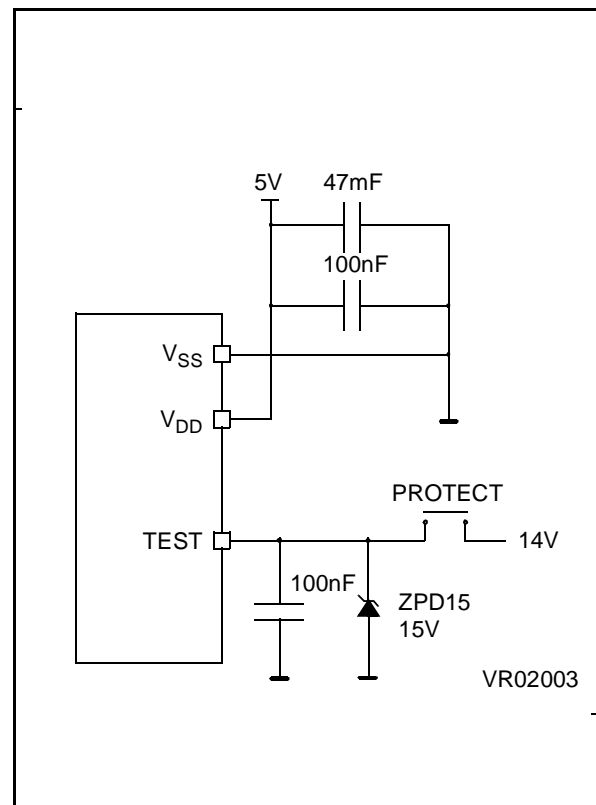 5V 47mF
100nF
VSS
VDD
PROTECT
TEST
14V
100nF
ZPD15
15V
VR02003